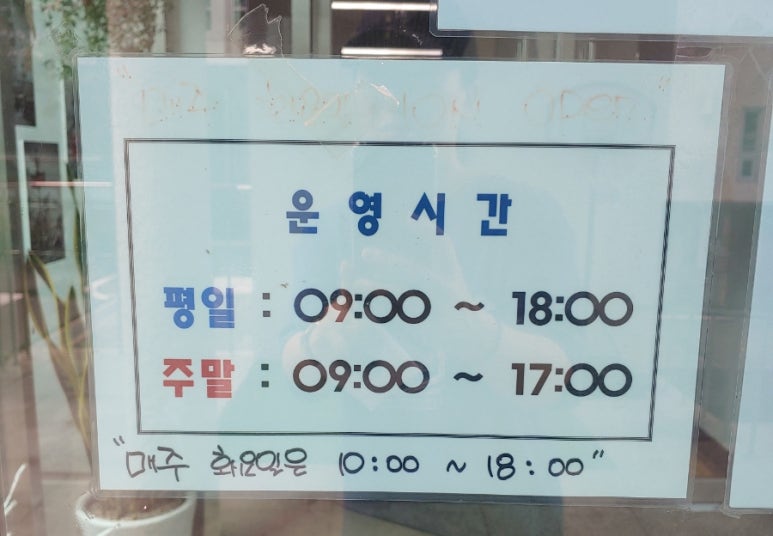 운영시간
평일 : 09:00 ~ 18:00
주말 : 09:00 ~ 17:00
"매주 화요일은 10:00 ~ 18:00"